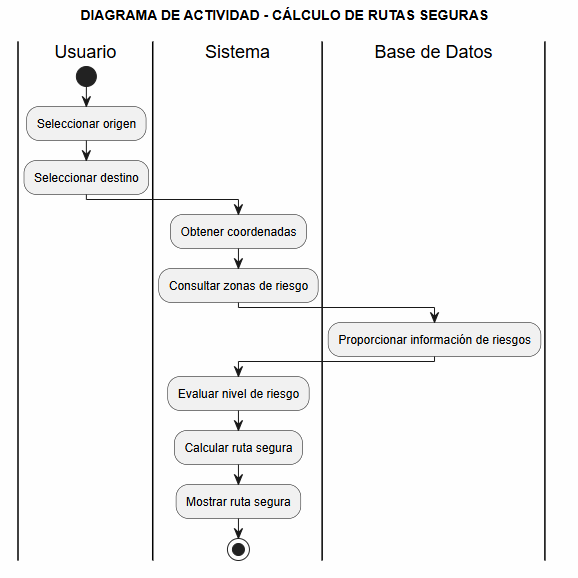 DIAGRAMA DE ACTIVIDAD - CÁLCULO DE RUTAS SEGURAS
Usuario
Sistema
Base de Datos
Seleccionar origen
Seleccionar destino
Obtener coordenadas
Consultar zonas de riesgo
Proporcionar información de riesgos
Evaluar nivel de riesgo
Calcular ruta segura
Mostrar ruta segura